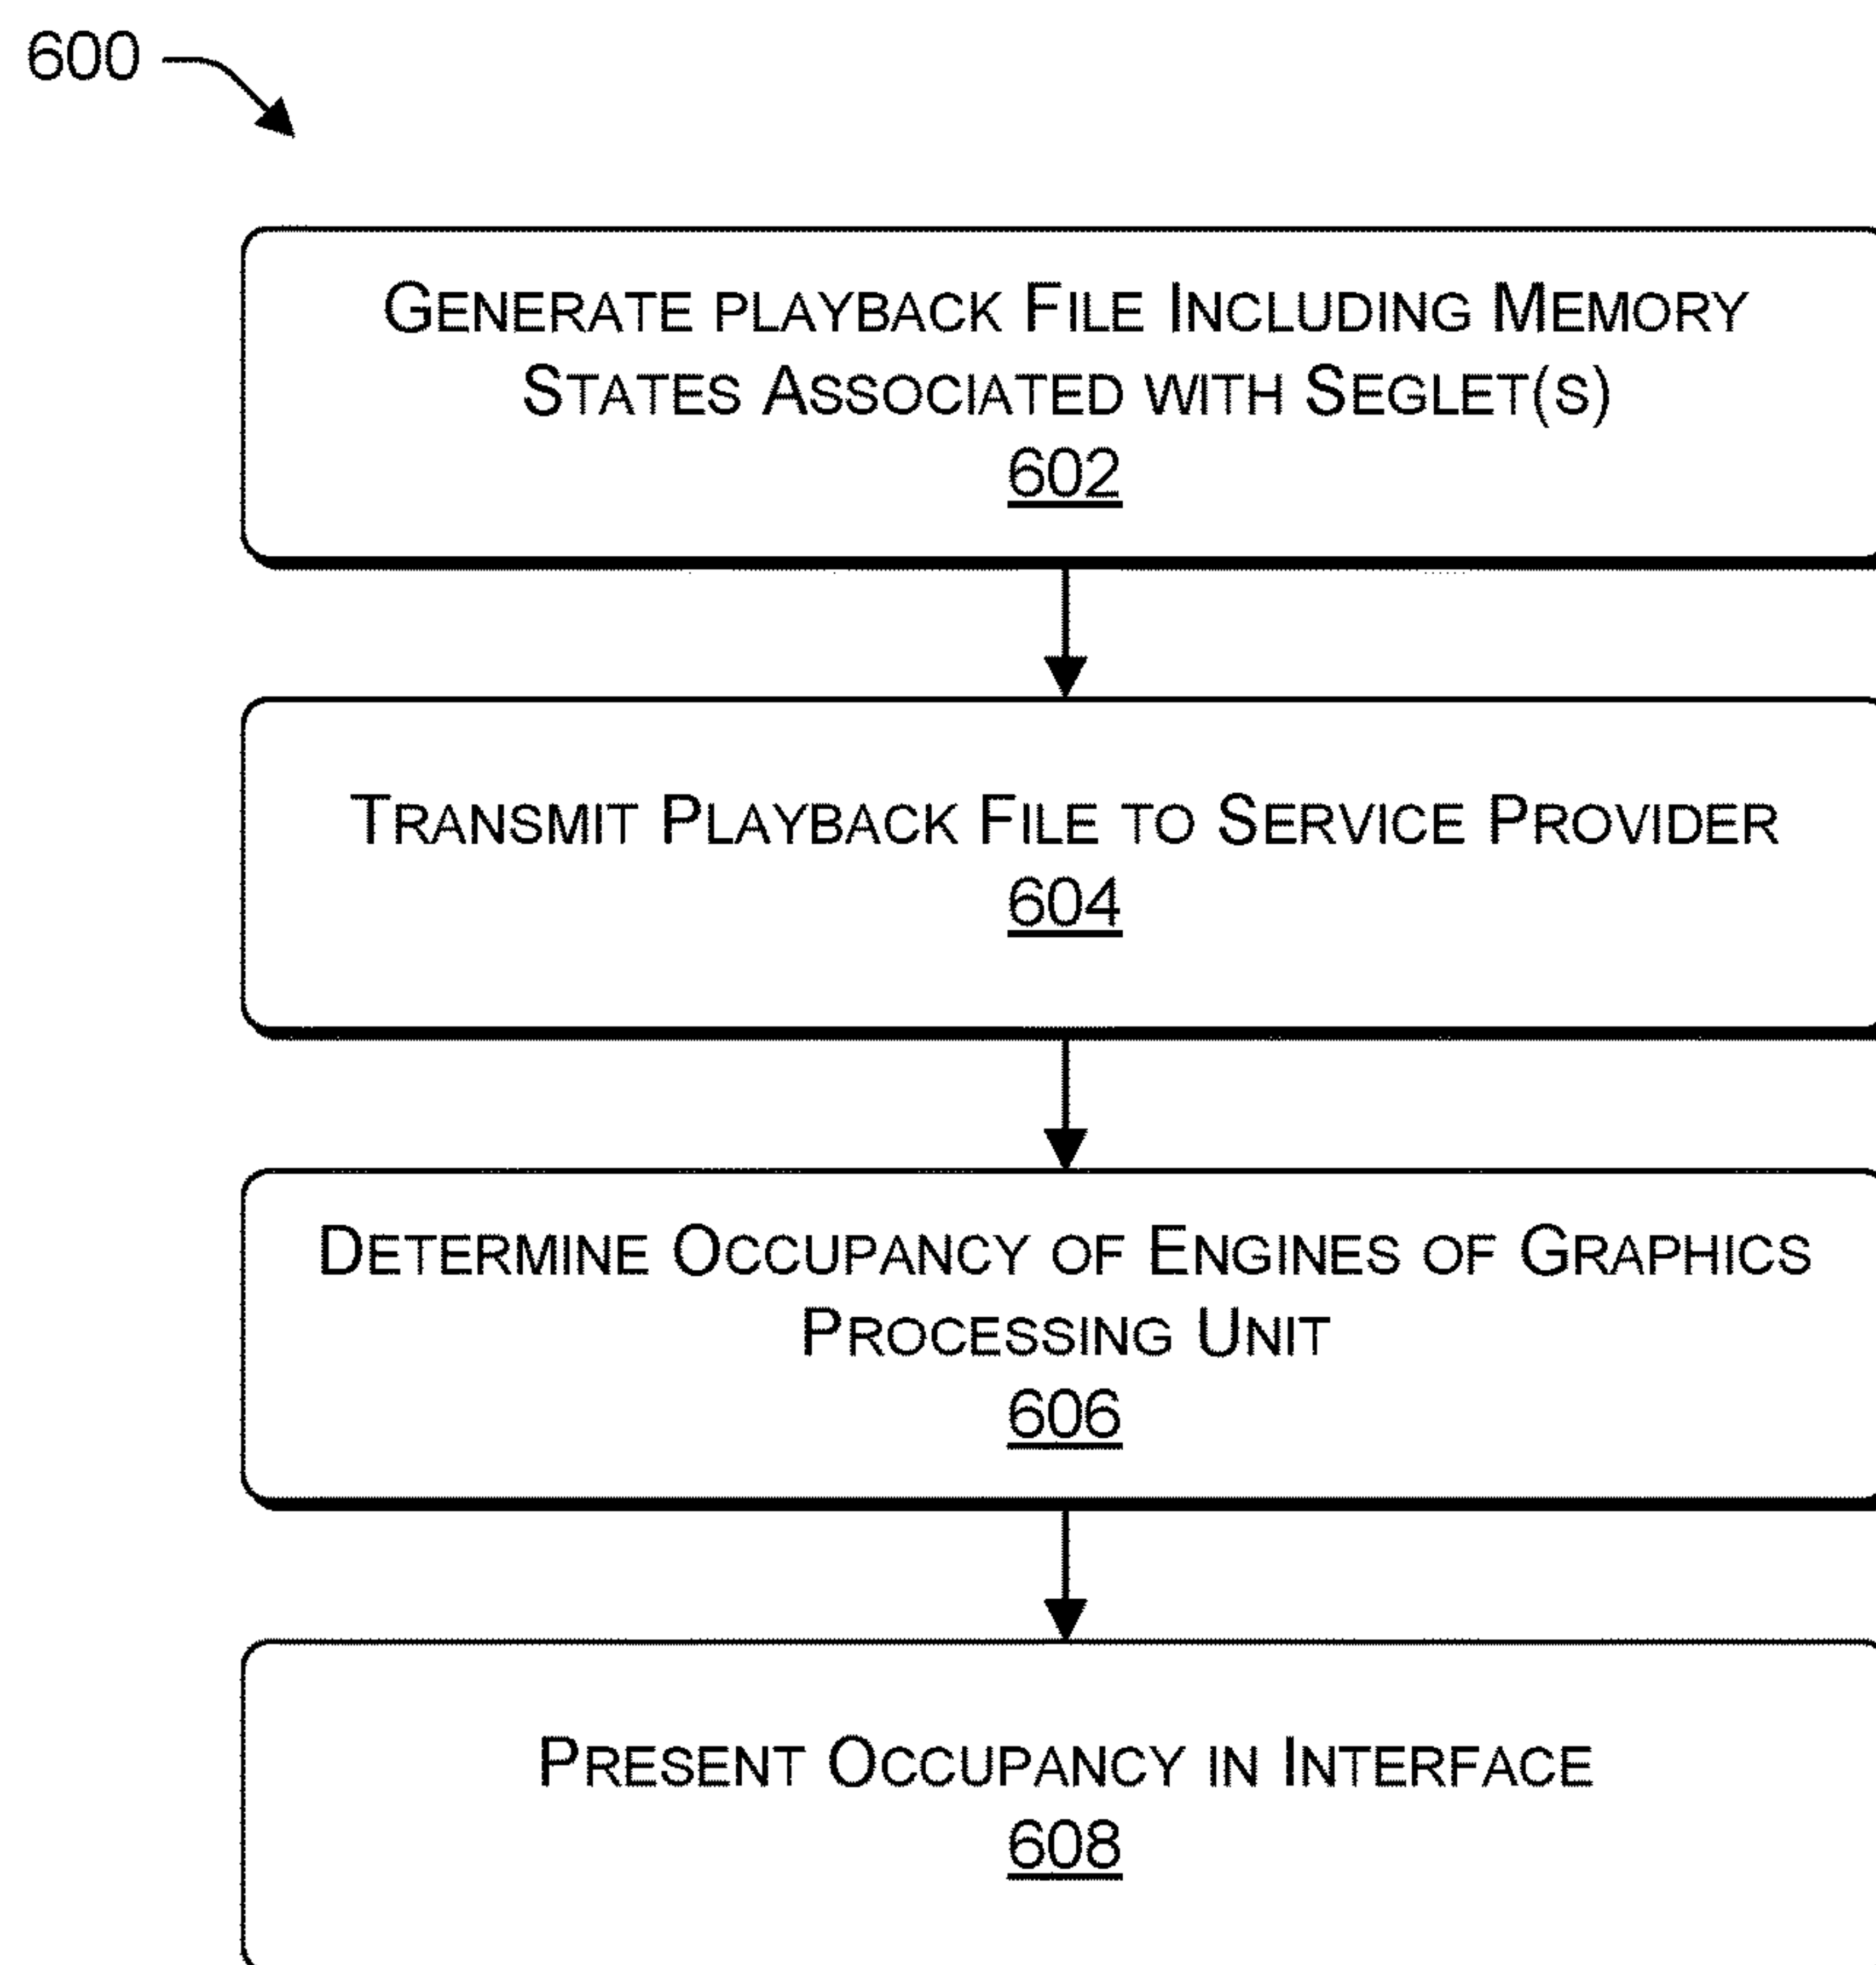 600
GENERATE PLAYBACK FILE INCLUDING MEMORY
STATES ASSOCIATED WITH SEGLET(S)
602
TRANSMIT PLAYBACK FILE TO SERVICE PROVIDER
604
DETERMINE OCCUPANCY OF ENGINES OF GRAPHICS
PROCESSING UNIT
606
PRESENT OCCUPANCY IN INTERFACE
608